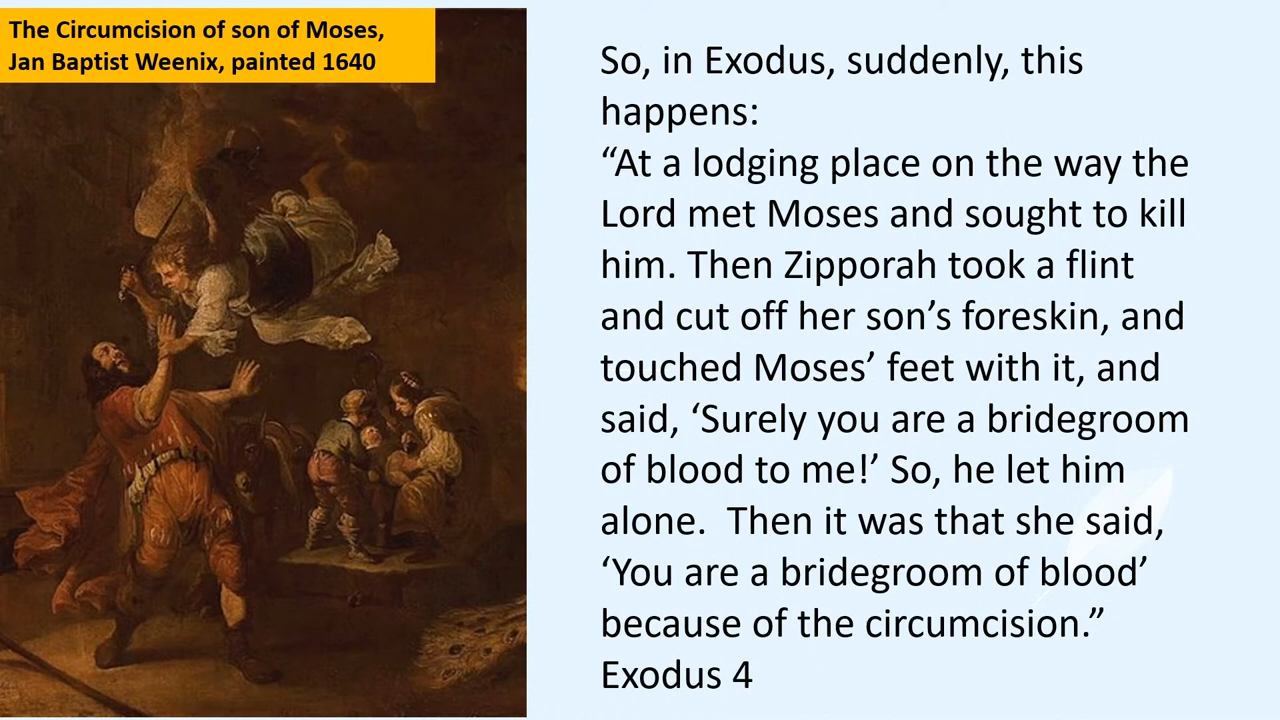 The Circumcision of son of Moses,
Jan Baptist Weenix, painted 1640
So, in Exodus, suddenly, this
happens:
“At a lodging place on the way the
Lord met Moses and sought to kill
him. Then Zipporah took a flint
and cut off her son’s foreskin, and
touched Moses’ feet with it, and
said, ‘Surely you are a bridegroom
of blood to me!’ So, he let him
alone.  Then it was that she said,
‘You are a bridegroom of blood’
because of the circumcision.”
Exodus 4